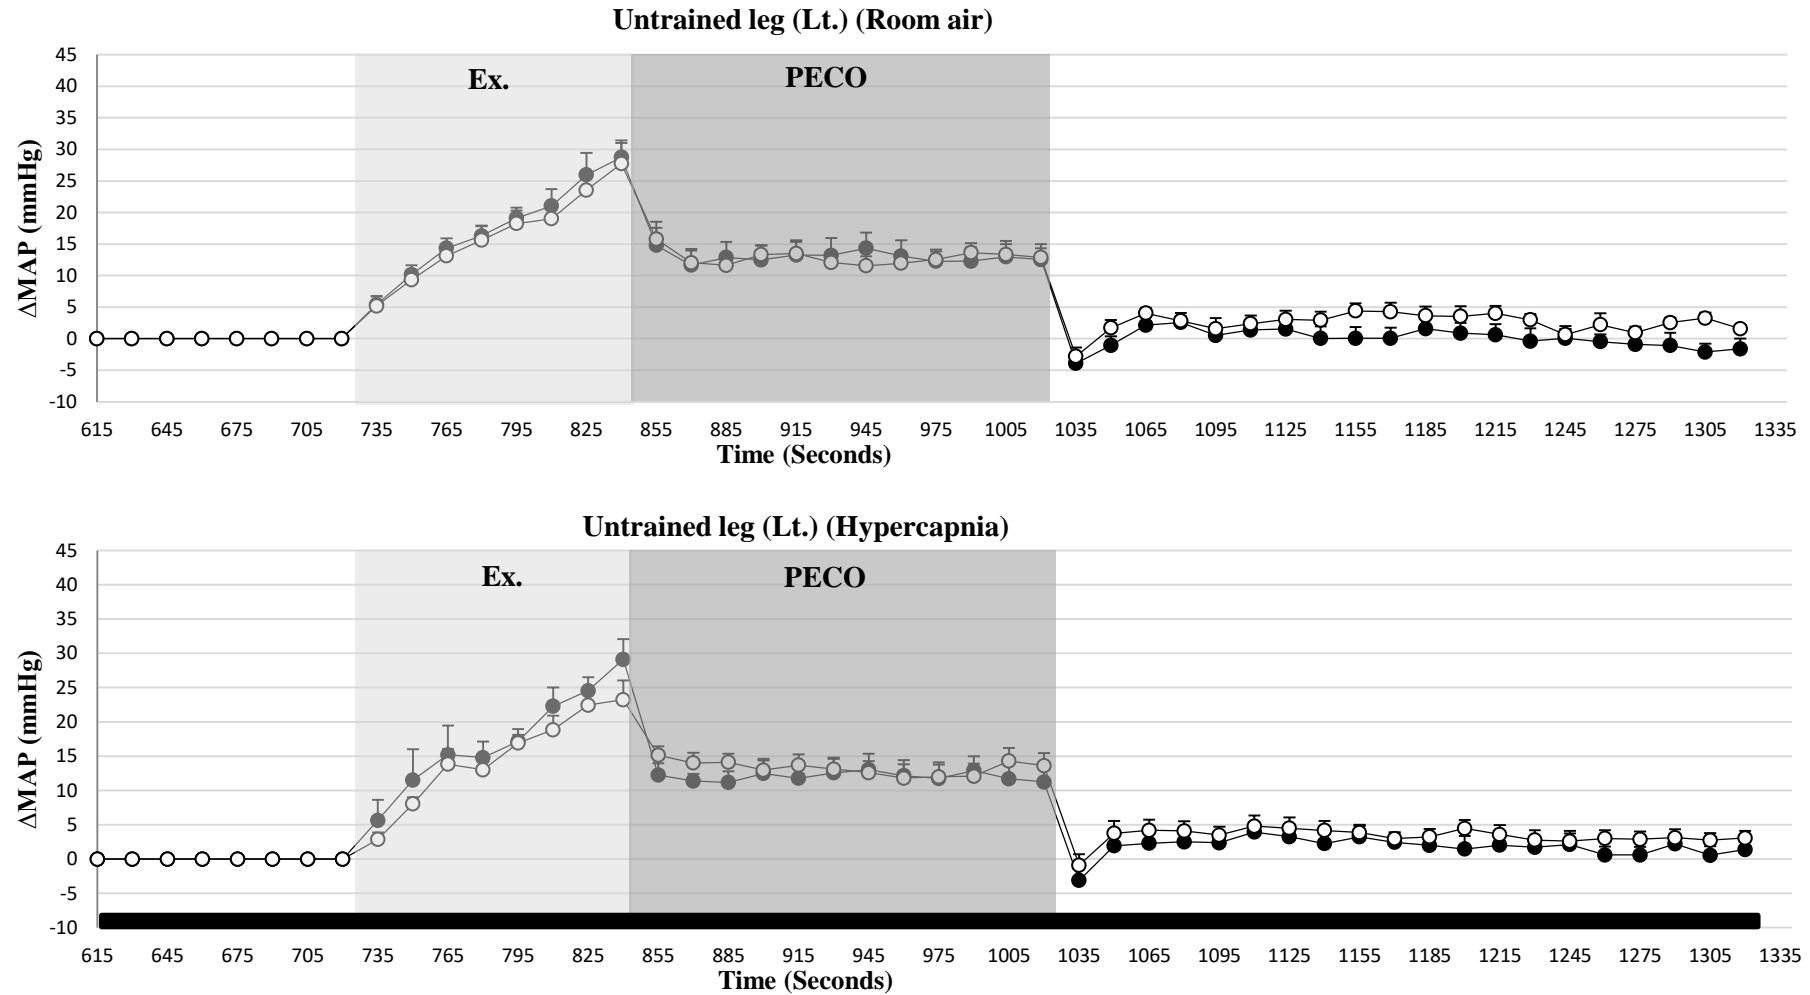 Untrained leg (Lt.) (Room air)
45
40
35
30
25
20
15
10
5
0
-5
-10
ΔMAP (mmHg)
Ex.
PECO
615 645 675 705 735 765 795 825 855 885 915 945 975 1005 1035 1065 1095 1125 1155 1185 1215 1245 1275 1305 1335
Time (Seconds)
Untrained leg (Lt.) (Hypercapnia)
45
40
35
30
25
20
15
10
5
0
-5
-10
ΔMAP (mmHg)
Ex.
PECO
615 645 675 705 735 765 795 825 855 885 915 945 975 1005 1035 1065 1095 1125 1155 1185 1215 1245 1275 1305 1335
Time (Seconds)